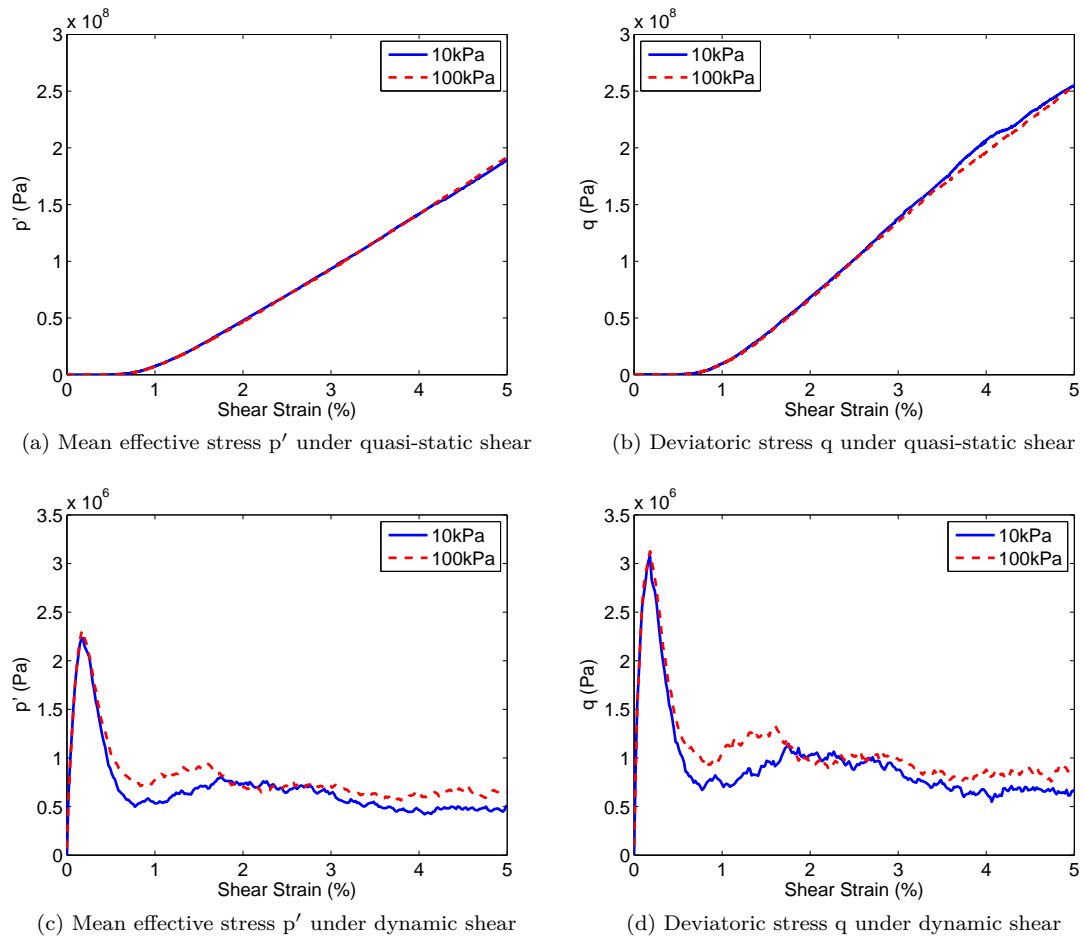 x 10^8
3
2.5
2
1.5
1
0.5
0
p' (Pa)
10kPa
100kPa
0 1 2 3 4 5
Shear Strain (%)
(a) Mean effective stress p′ under quasi-static shear
x 10^8
3
2.5
2
1.5
1
0.5
0
q (Pa)
10kPa
100kPa
0 1 2 3 4 5
Shear Strain (%)
(b) Deviatoric stress q under quasi-static shear
x 10^6
3.5
3
2.5
2
1.5
1
0.5
0
p' (Pa)
10kPa
100kPa
0 1 2 3 4 5
Shear Strain (%)
(c) Mean effective stress p′ under dynamic shear
x 10^6
3.5
3
2.5
2
1.5
1
0.5
0
q (Pa)
10kPa
100kPa
0 1 2 3 4 5
Shear Strain (%)
(d) Deviatoric stress q under dynamic shear